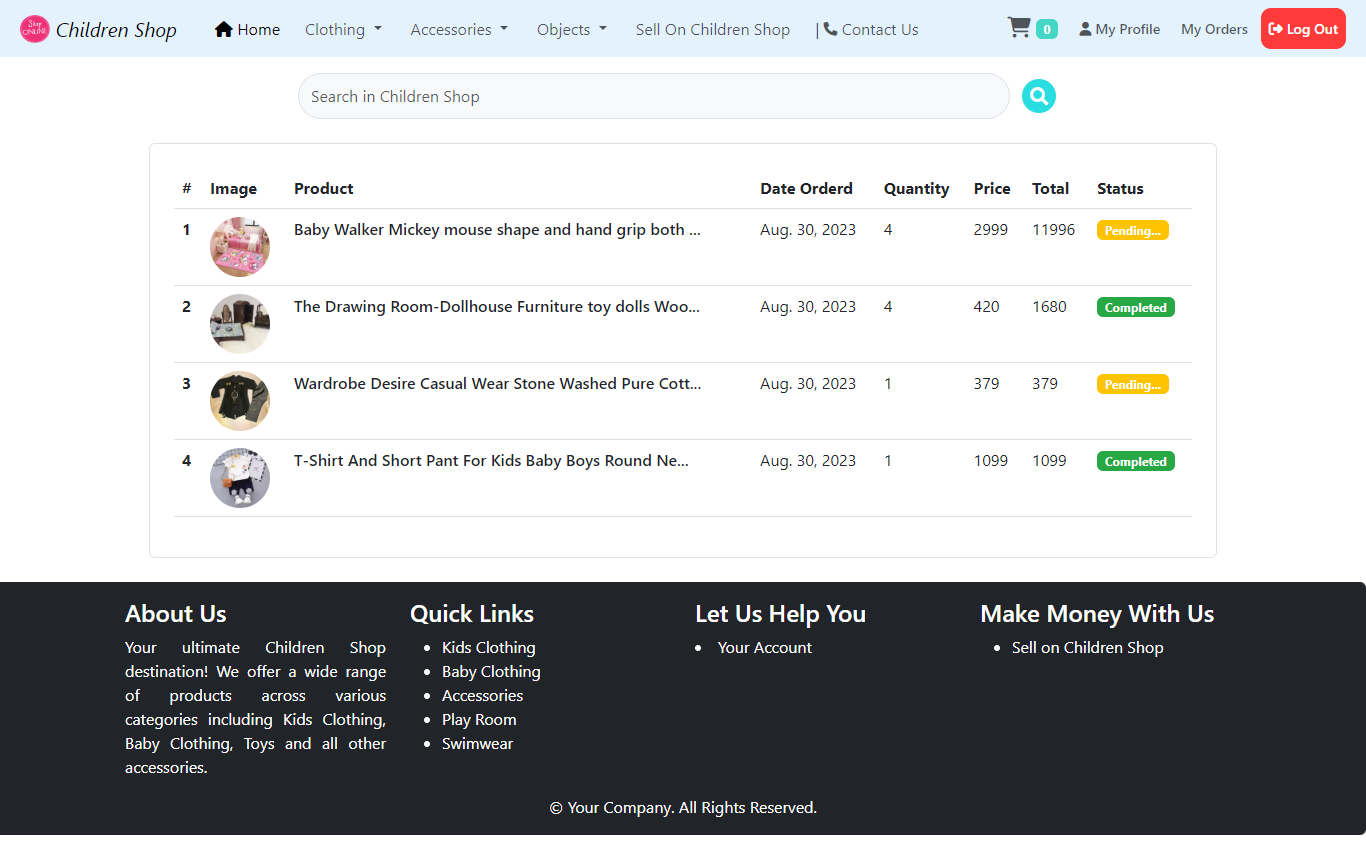 Shop ONLINE Children Shop Home Clothing Accessories Objects Sell On Children Shop | Contact Us 0 My Profile My Orders Log Out
Search in Children Shop
# Image Product Date Orderd Quantity Price Total Status
1 Baby Walker Mickey mouse shape and hand grip both ... Aug. 30, 2023 4 2999 11996 Pending...
2 The Drawing Room-Dollhouse Furniture toy dolls Woo... Aug. 30, 2023 4 420 1680 Completed
3 Wardrobe Desire Casual Wear Stone Washed Pure Cott... Aug. 30, 2023 1 379 379 Pending...
4 T-Shirt And Short Pant For Kids Baby Boys Round Ne... Aug. 30, 2023 1 1099 1099 Completed
About Us
Your ultimate Children Shop
destination! We offer a wide range
of products across various
categories including Kids Clothing,
Baby Clothing, Toys and all other
accessories.
Quick Links
• Kids Clothing
• Baby Clothing
• Accessories
• Play Room
• Swimwear
Let Us Help You
• Your Account
Make Money With Us
• Sell on Children Shop
© Your Company. All Rights Reserved.